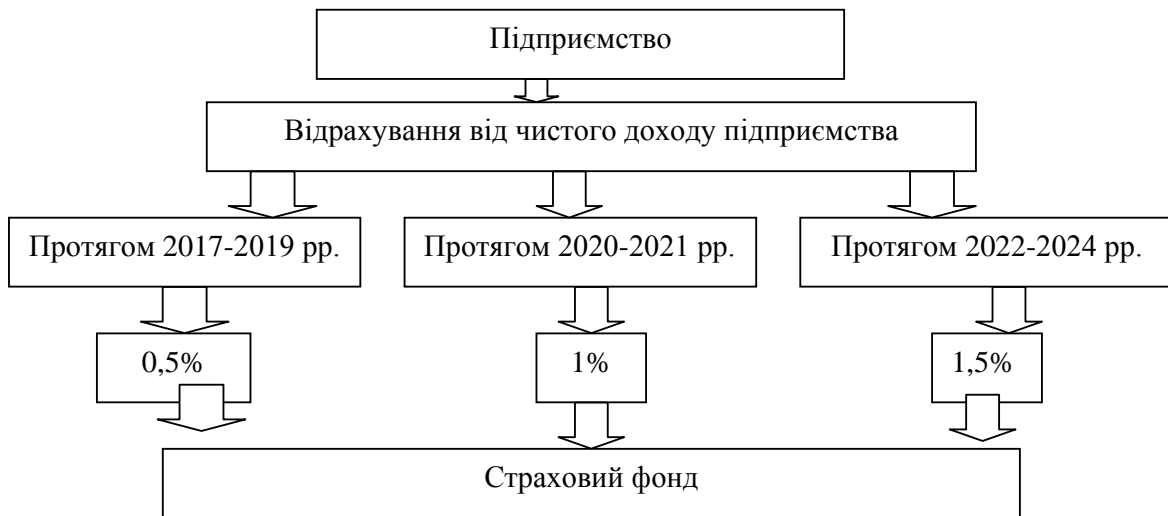 Підприємство
Відрахування від чистого доходу підприємства
Протягом 2017-2019 рр.
Протягом 2020-2021 рр.
Протягом 2022-2024 рр.
0,5%
1%
1,5%
Страховий фонд